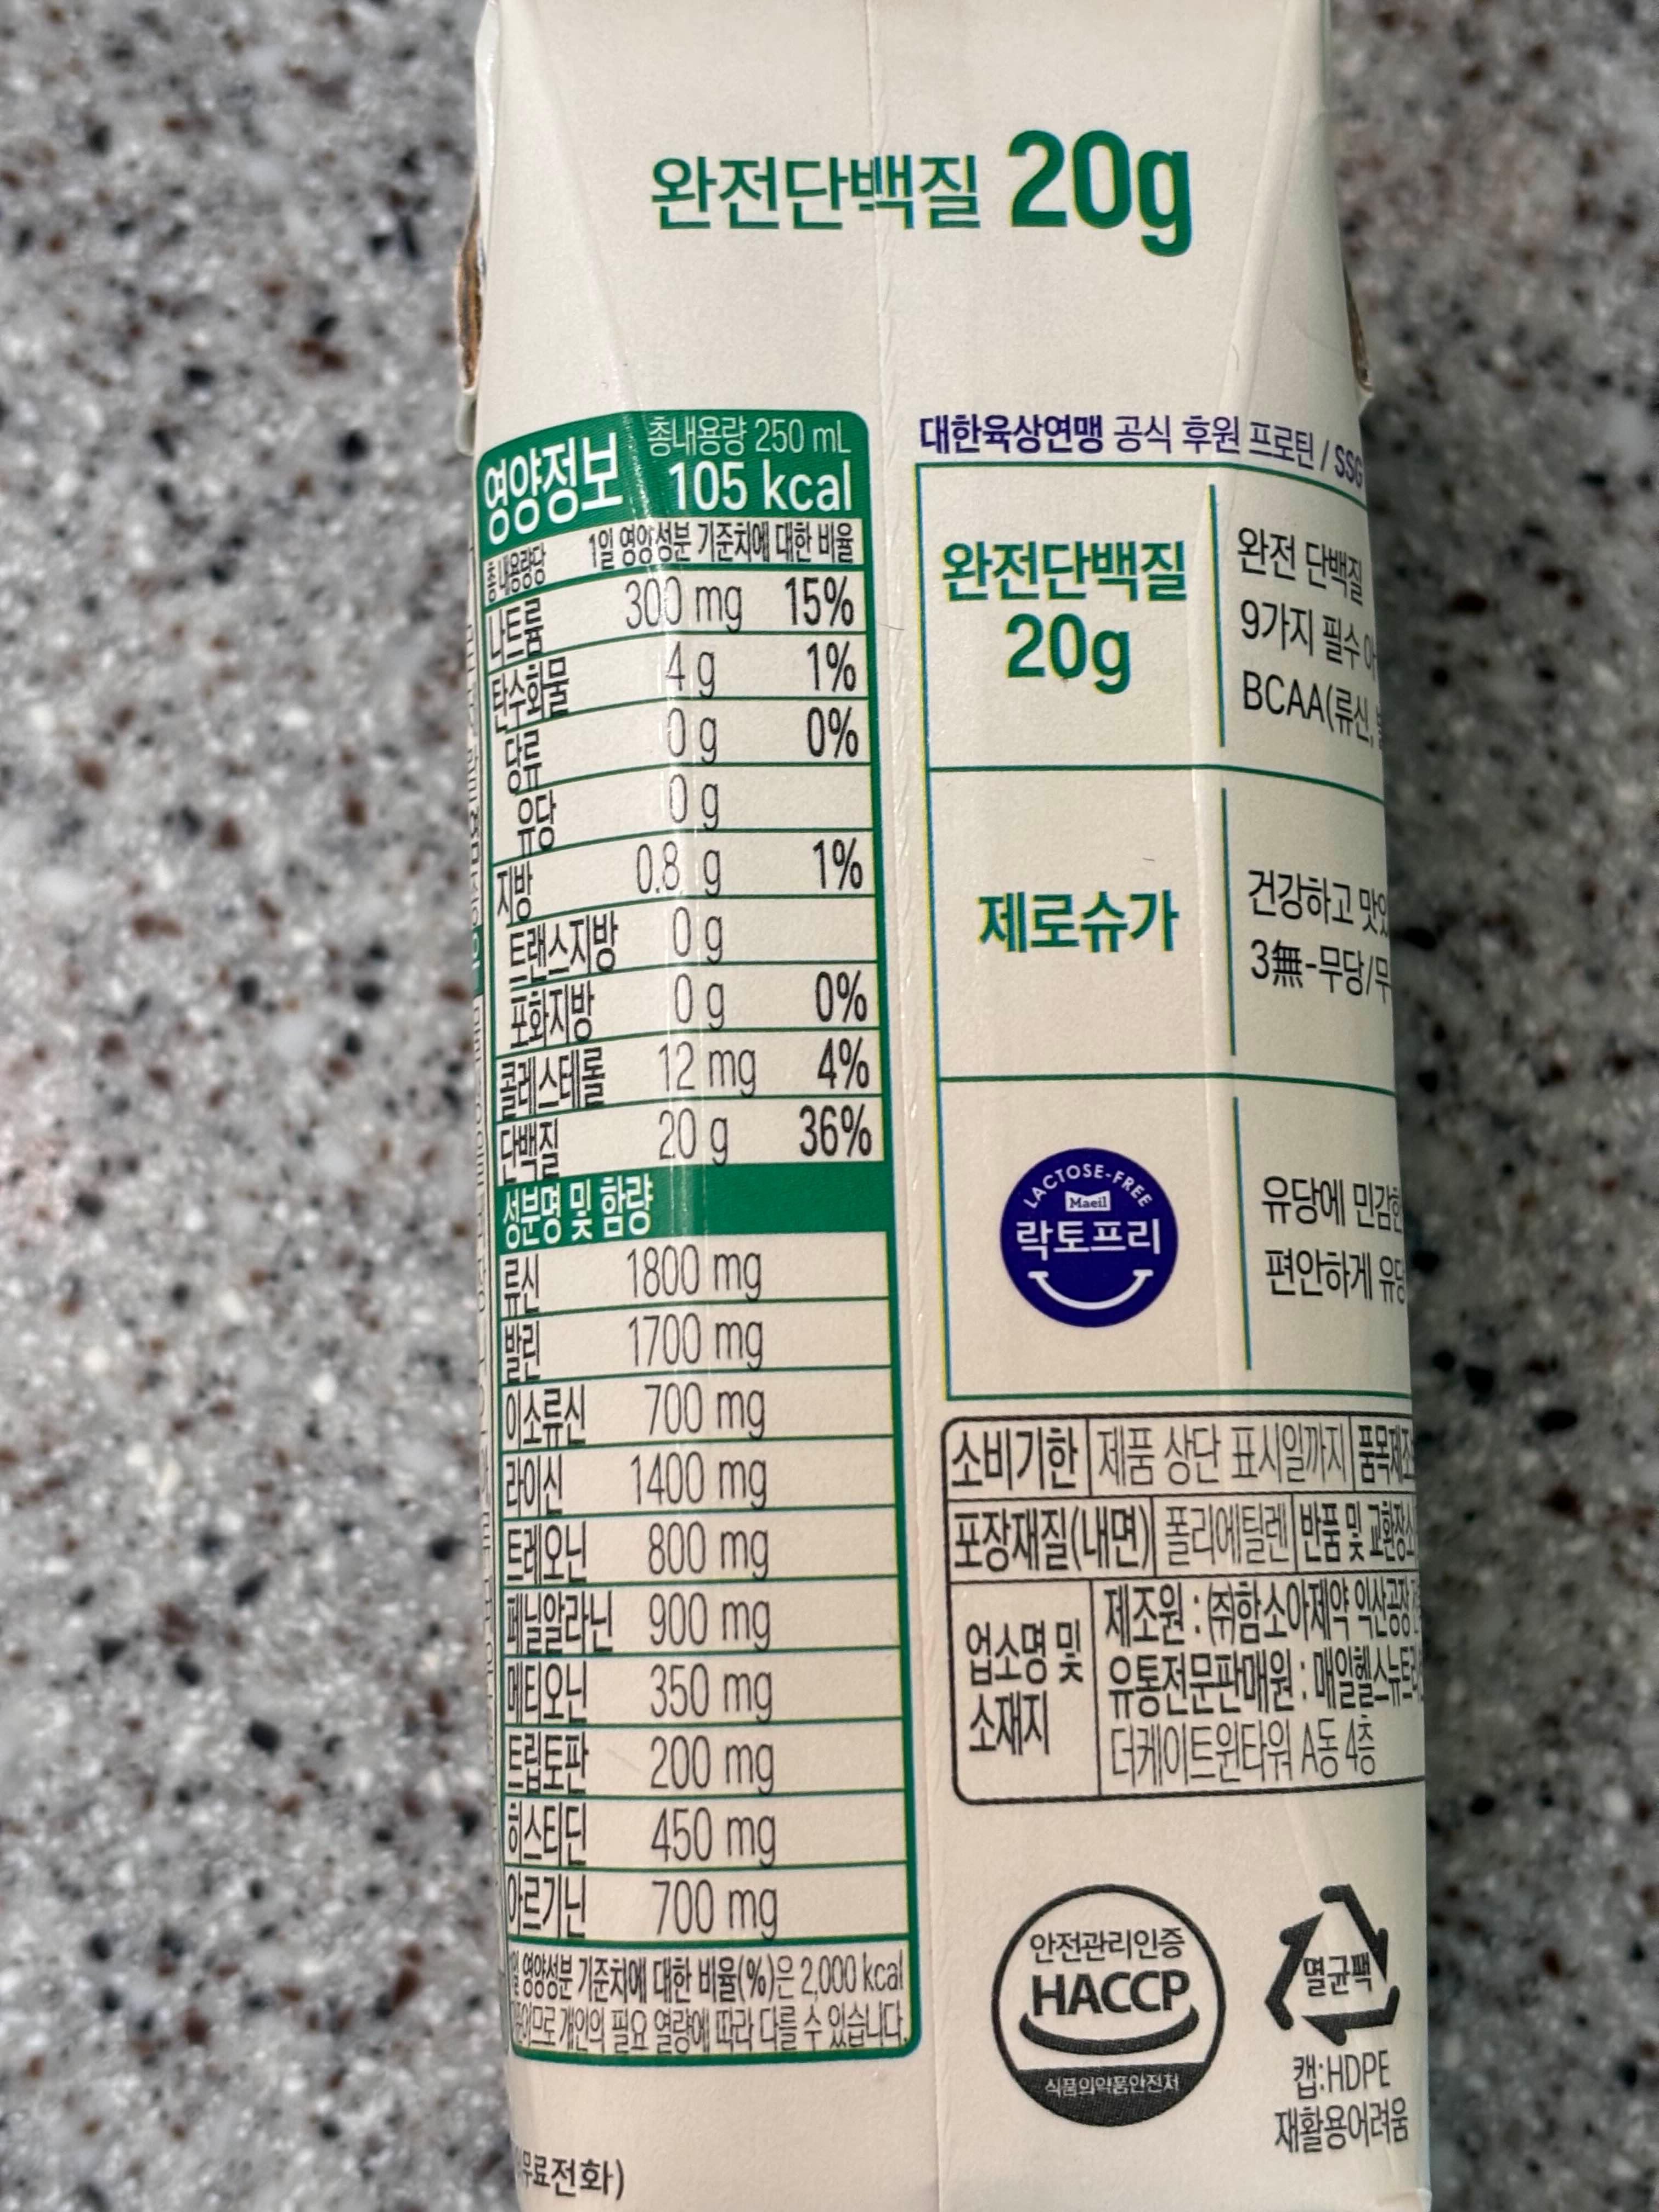 완전단백질 20g
영양정보
총내용량 250 mL
105 kcal
총내용량당 1일 영양성분 기준치에 대한 비율
나트륨 300 mg 15%
탄수화물 4 g 1%
당류 0 g 0%
유당 0 g
지방 0.8 g 1%
트랜스지방 0 g
포화지방 0 g 0%
콜레스테롤 12 mg 4%
단백질 20 g 36%
성분명 및 함량
류신 1800 mg
발린 1700 mg
이소류신 700 mg
라이신 1400 mg
트레오닌 800 mg
페닐알라닌 900 mg
메티오닌 350 mg
트립토판 200 mg
히스티딘 450 mg
아르기닌 700 mg
영양성분 기준치에 대한 비율(%)은 2,000 kcal
개인의 필요 열량에 따라 다를 수 있습니다
무료전화)
대한육상연맹 공식 후원 프로틴 / SSG
완전단백질
20g
완전 단백질
9가지 필수
BCAA(류신,
제로슈가
건강하고
3無-무당/무
LACTOSE-FREE
Maeil
락토프리
유당에
편안하게
소비기한 제품 상단 표시일까지
포장재질(내면) 폴리에틸렌 반품 및
업소명 및
소재지
제조원 : (주)함소아제약 익산공장
유통전문판매원 : 매일헬스뉴트리
더케이트윈타워 A동 4층
안전관리인증
HACCP
식품의약품안전처
멸균팩
캡:HDPE
재활용어려움